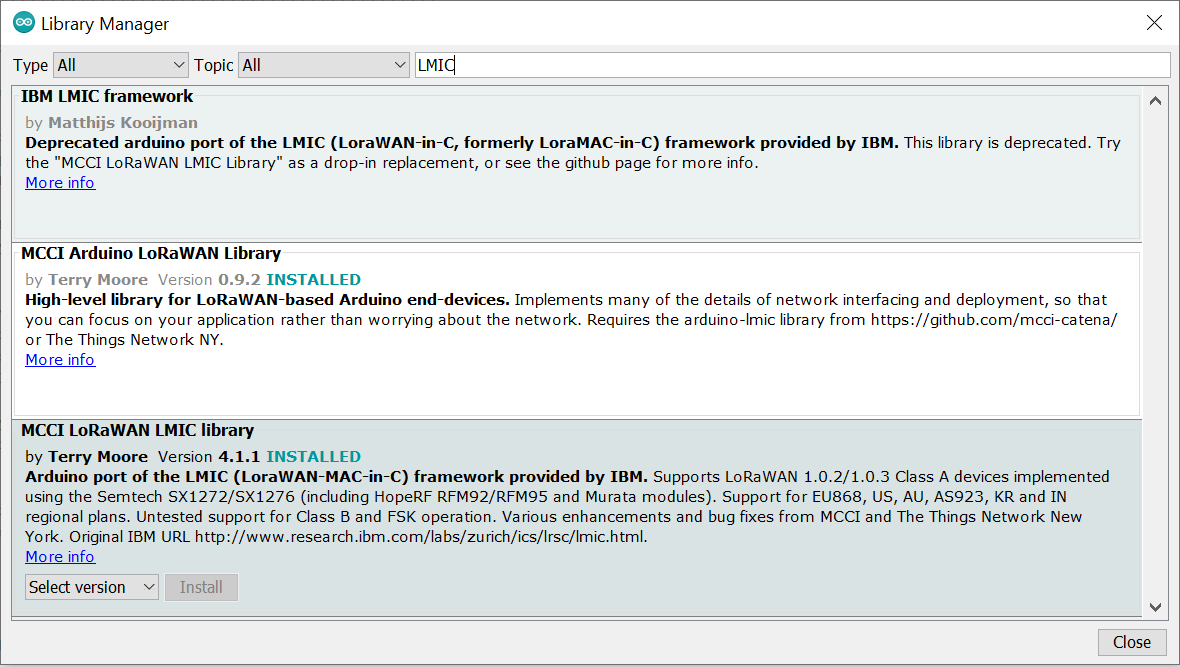 Library Manager
Type All Topic All LMIC
IBM LMIC framework
by Matthijs Kooijman
Deprecated arduino port of the LMIC (LoraWAN-in-C, formerly LoraMAC-in-C) framework provided by IBM. This library is deprecated. Try
the "MCCI LoRaWAN LMIC Library" as a drop-in replacement, or see the github page for more info.
More info
MCCI Arduino LoRaWAN Library
by Terry Moore Version 0.9.2 INSTALLED
High-level library for LoRaWAN-based Arduino end-devices. Implements many of the details of network interfacing and deployment, so that
you can focus on your application rather than worrying about the network. Requires the arduino-lmic library from https://github.com/mcci-catena/
or The Things Network NY.
More info
MCCI LoRaWAN LMIC library
by Terry Moore Version 4.1.1 INSTALLED
Arduino port of the LMIC (LoraWAN-MAC-in-C) framework provided by IBM. Supports LoRaWAN 1.0.2/1.0.3 Class A devices implemented
using the Semtech SX1272/SX1276 (including HopeRF RFM92/RFM95 and Murata modules). Support for EU868, US, AU, AS923, KR and IN
regional plans. Untested support for Class B and FSK operation. Various enhancements and bug fixes from MCCI and The Things Network New
York. Original IBM URL http://www.research.ibm.com/labs/zurich/ics/lrsc/lmic.html.
More info
Select version Install
Close